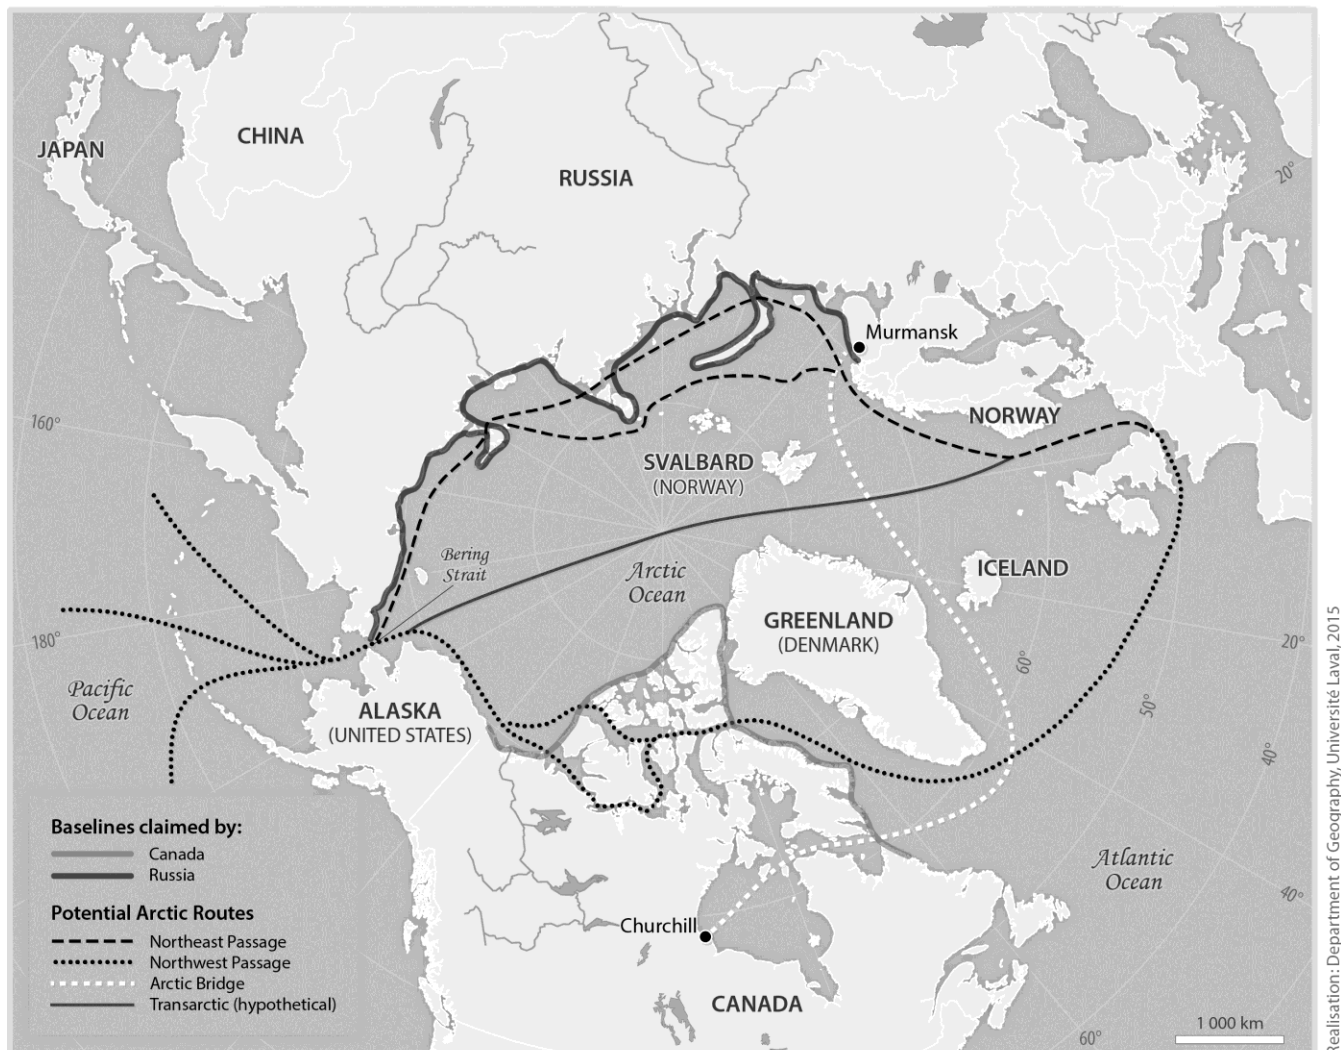 JAPAN
CHINA
RUSSIA
20°
Murmansk
160°
NORWAY
SVALBARD
(NORWAY)
Bering
Strait
Arctic
Ocean
ICELAND
GREENLAND
(DENMARK)
180°
20°
60°
50°
40°
Pacific
Ocean
ALASKA
(UNITED STATES)
Atlantic
Ocean
40°
Churchill
CANADA
60°
1 000 km
Baselines claimed by:
Canada
Russia
Potential Arctic Routes
Northeast Passage
Northwest Passage
Arctic Bridge
Transarctic (hypothetical)
Realisation: Department of Geography, Université Laval, 2015